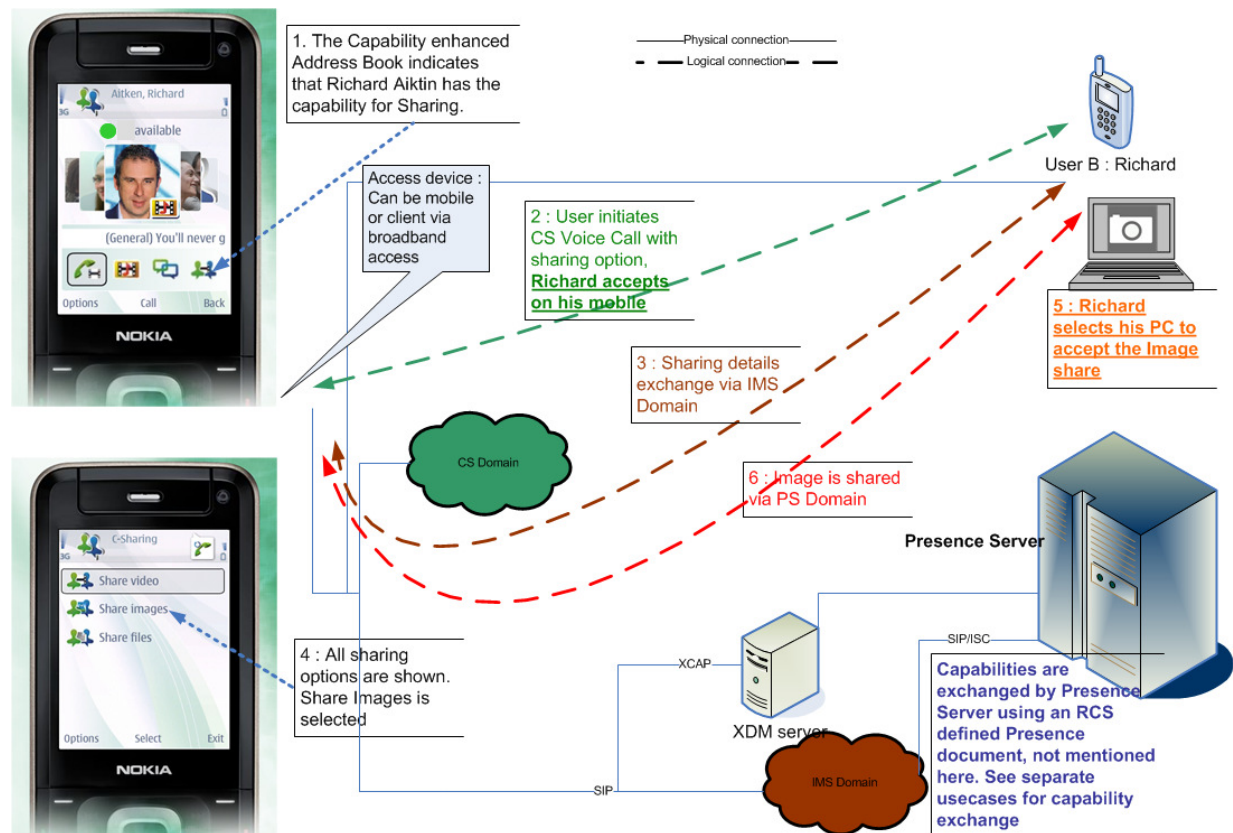 1. The Capability enhanced
Address Book indicates
that Richard Aiktin has the
capability for Sharing.
Physical connection
Logical connection
3G
Aitken, Richard
available
(General) You'll never g
Options
Call
Back
NOKIA
Access device :
Can be mobile
or client via
broadband
access
2 : User initiates
CS Voice Call with
sharing option,
Richard accepts
on his mobile
User B : Richard
5 : Richard
selects his PC to
accept the Image
share
3 : Sharing details
exchange via IMS
Domain
CS Domain
6 : Image is shared
via PS Domain
Presence Server
3G
C-Sharing
Share video
Share images
Share files
Options
Select
Exit
NOKIA
4 : All sharing
options are shown.
Share Images is
selected
XCAP
XDM server
SIP/ISC
SIP
IMS Domain
Capabilities are
exchanged by Presence
Server using an RCS
defined Presence
document, not mentioned
here. See separate
usecases for capability
exchange